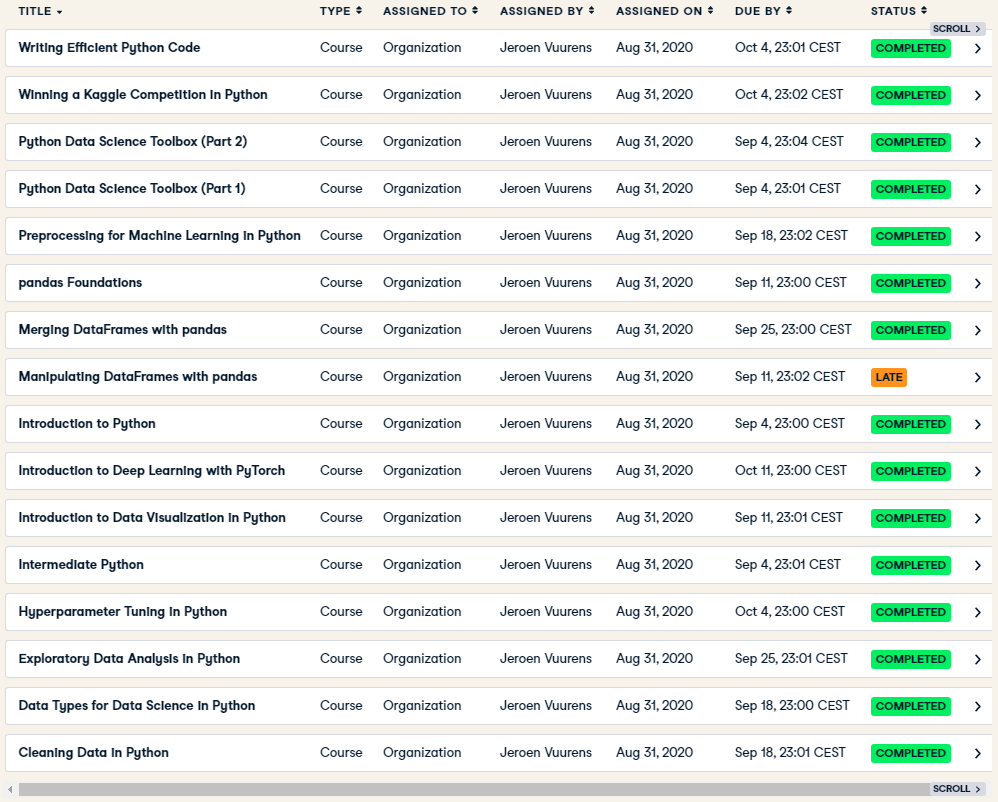 TITLE TYPE ASSIGNED TO ASSIGNED BY ASSIGNED ON DUE BY STATUS
SCROLL
Writing Efficient Python Code Course Organization Jeroen Vuurens Aug 31, 2020 Oct 4, 23:01 CEST COMPLETED
Winning a Kaggle Competition in Python Course Organization Jeroen Vuurens Aug 31, 2020 Oct 4, 23:02 CEST COMPLETED
Python Data Science Toolbox (Part 2) Course Organization Jeroen Vuurens Aug 31, 2020 Sep 4, 23:04 CEST COMPLETED
Python Data Science Toolbox (Part 1) Course Organization Jeroen Vuurens Aug 31, 2020 Sep 4, 23:01 CEST COMPLETED
Preprocessing for Machine Learning in Python Course Organization Jeroen Vuurens Aug 31, 2020 Sep 18, 23:02 CEST COMPLETED
pandas Foundations Course Organization Jeroen Vuurens Aug 31, 2020 Sep 11, 23:00 CEST COMPLETED
Merging DataFrames with pandas Course Organization Jeroen Vuurens Aug 31, 2020 Sep 25, 23:00 CEST COMPLETED
Manipulating DataFrames with pandas Course Organization Jeroen Vuurens Aug 31, 2020 Sep 11, 23:02 CEST LATE
Introduction to Python Course Organization Jeroen Vuurens Aug 31, 2020 Sep 4, 23:00 CEST COMPLETED
Introduction to Deep Learning with PyTorch Course Organization Jeroen Vuurens Aug 31, 2020 Oct 11, 23:00 CEST COMPLETED
Introduction to Data Visualization in Python Course Organization Jeroen Vuurens Aug 31, 2020 Sep 11, 23:01 CEST COMPLETED
Intermediate Python Course Organization Jeroen Vuurens Aug 31, 2020 Sep 4, 23:01 CEST COMPLETED
Hyperparameter Tuning in Python Course Organization Jeroen Vuurens Aug 31, 2020 Oct 4, 23:00 CEST COMPLETED
Exploratory Data Analysis in Python Course Organization Jeroen Vuurens Aug 31, 2020 Sep 25, 23:01 CEST COMPLETED
Data Types for Data Science in Python Course Organization Jeroen Vuurens Aug 31, 2020 Sep 18, 23:00 CEST COMPLETED
Cleaning Data in Python Course Organization Jeroen Vuurens Aug 31, 2020 Sep 18, 23:01 CEST COMPLETED
SCROLL